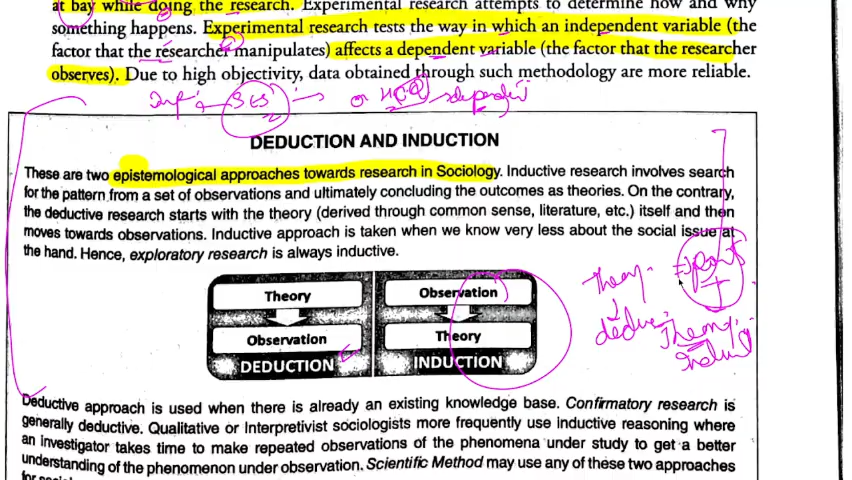 at bay while doing the research. Experimental research attempts to determine how and why
something happens. Experimental research tests the way in which an independent variable (the
factor that the researcher manipulates) affects a dependent variable (the factor that the researcher
observes). Due to high objectivity, data obtained through such methodology are more reliable.
DEDUCTION AND INDUCTION
These are two epistemological approaches towards research in Sociology. Inductive research involves search
for the pattern from a set of observations and ultimately concluding the outcomes as theories. On the contrary,
the deductive research starts with the theory (derived through common sense, literature, etc.) itself and then
moves towards observations. Inductive approach is taken when we know very less about the social issue at
the hand. Hence, exploratory research is always inductive.
Theory
Observation
DEDUCTION
Observation
Theory
INDUCTION
Theory
Theory
Deductive approach is used when there is already an existing knowledge base. Confirmatory research is
generally deductive. Qualitative or Interpretivist sociologists more frequently use inductive reasoning where
an investigator takes time to make repeated observations of the phenomena under study to get a better
understanding of the phenomenon under observation. Scientific Method may use any of these two approaches